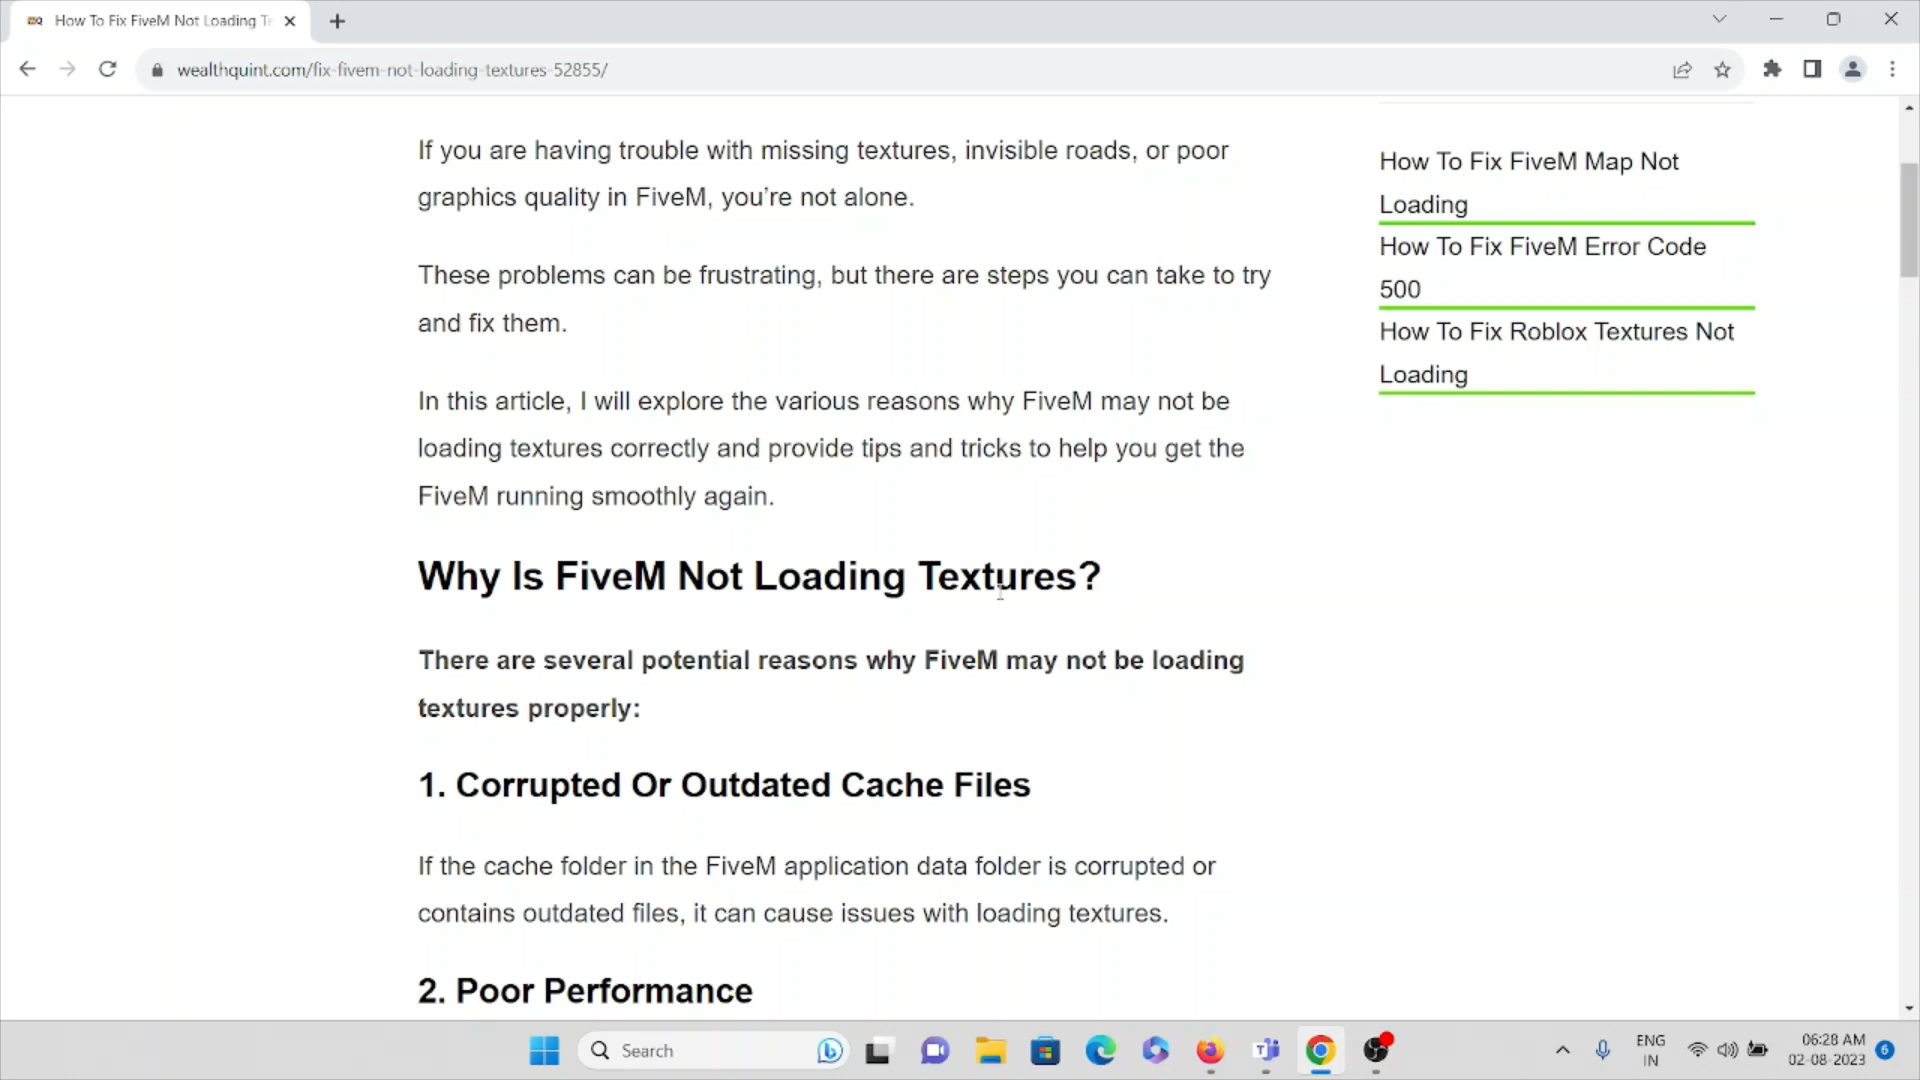 How To Fix FiveM Not Loading Te
wealthquint.com/fix-fivem-not-loading-textures-52855/
If you are having trouble with missing textures, invisible roads, or poor
graphics quality in FiveM, you’re not alone.
These problems can be frustrating, but there are steps you can take to try
and fix them.
In this article, I will explore the various reasons why FiveM may not be
loading textures correctly and provide tips and tricks to help you get the
FiveM running smoothly again.
Why Is FiveM Not Loading Textures?
There are several potential reasons why FiveM may not be loading
textures properly:
1. Corrupted Or Outdated Cache Files
If the cache folder in the FiveM application data folder is corrupted or
contains outdated files, it can cause issues with loading textures.
2. Poor Performance
How To Fix FiveM Map Not
Loading
How To Fix FiveM Error Code
500
How To Fix Roblox Textures Not
Loading
Search
ENG
IN
06:28 AM
02-08-2023
6